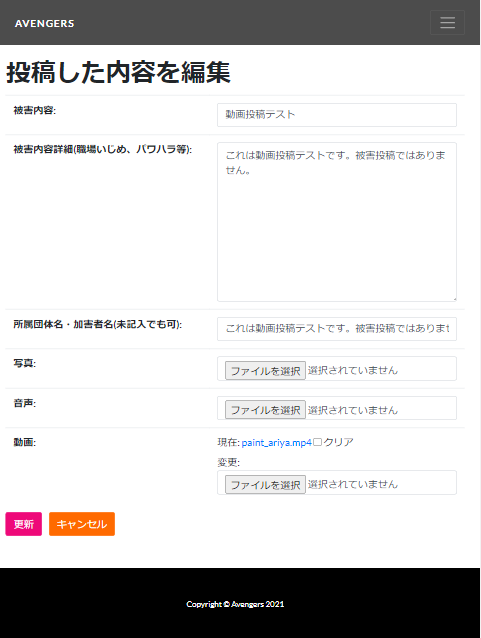 AVENGERS
投稿した内容を編集
被害内容:
動画投稿テスト
被害内容詳細(職場いじめ、パワハラ等):
これは動画投稿テストです。被害投稿ではありま
せん。
所属団体名・加害者名(未記入でも可):
これは動画投稿テストです。被害投稿ではありませ
写真:
ファイルを選択 選択されていません
音声:
ファイルを選択 選択されていません
動画:
現在: paint_ariya.mp4 クリア
変更:
ファイルを選択 選択されていません
更新 キャンセル
Copyright © Avengers 2021